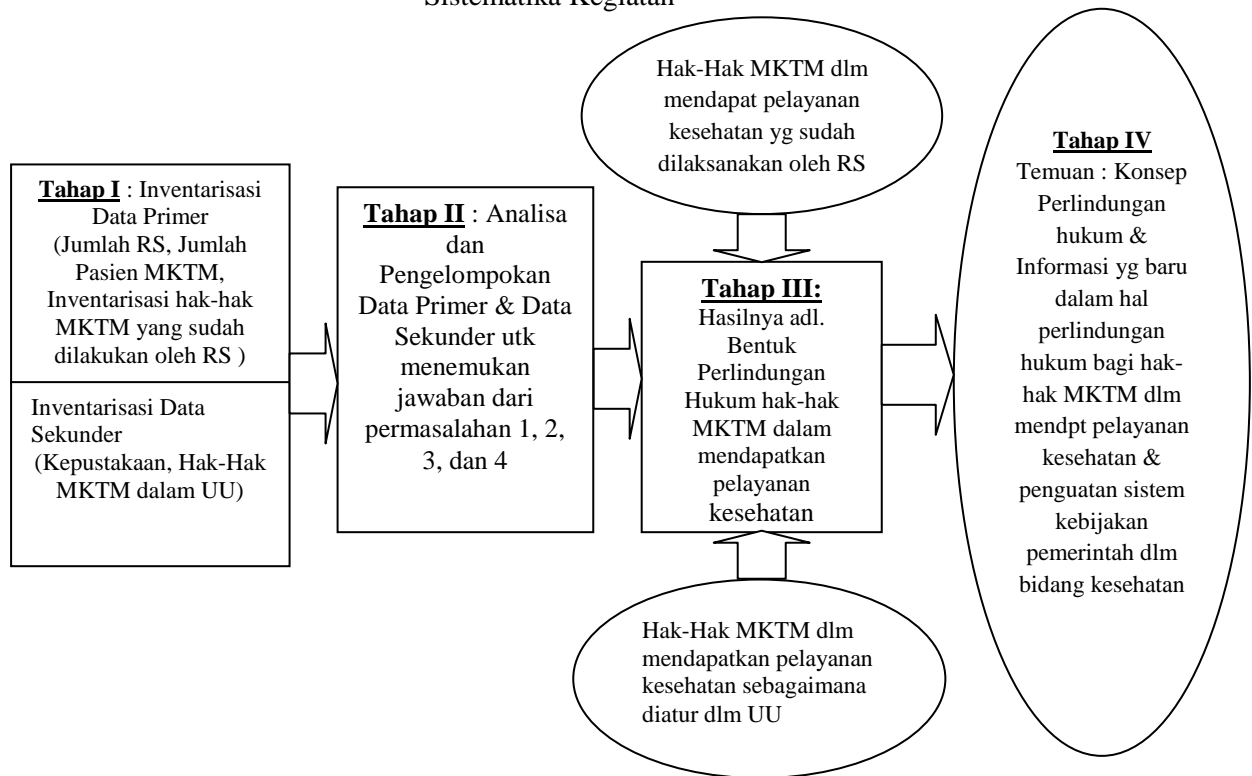 Sistematika Kegiatan
Tahap I : Inventarisasi
Data Primer
(Jumlah RS, Jumlah
Pasien MKTM,
Inventarisasi hak-hak
MKTM yang sudah
dilakukan oleh RS )
Inventarisasi Data
Sekunder
(Kepustakaan, Hak-Hak
MKTM dalam UU)
Tahap II : Analisa
dan
Pengelompokan
Data Primer & Data
Sekunder utk
menemukan
jawaban dari
permasalahan 1, 2,
3, dan 4
Hak-Hak MKTM dlm
mendapat pelayanan
kesehatan yg sudah
dilaksanakan oleh RS
Tahap III:
Hasilnya adl.
Bentuk
Perlindungan
Hukum hak-hak
MKTM dalam
mendapatkan
pelayanan
kesehatan
Hak-Hak MKTM dlm
mendapatkan pelayanan
kesehatan sebagaimana
diatur dlm UU
Tahap IV
Temuan : Konsep
Perlindungan
hukum &
Informasi yg baru
dalam hal
perlindungan
hukum bagi hak-
hak MKTM dlm
mendpt pelayanan
kesehatan &
penguatan sistem
kebijakan
pemerintah dlm
bidang kesehatan